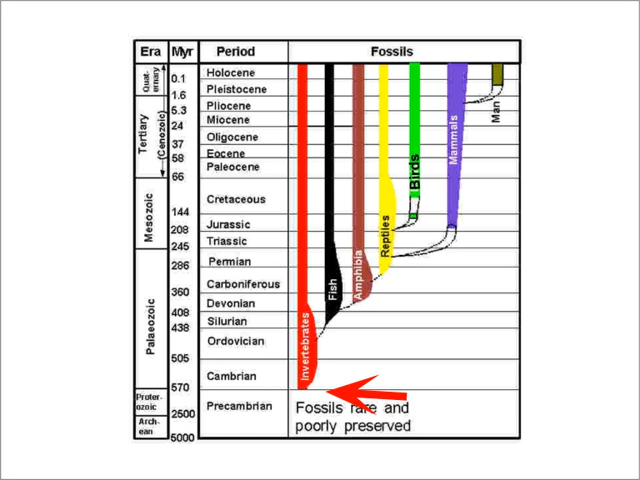 Era Myr Period Fossils
Quat-
ernary
Tertiary
(Cenozoic)
Mesozoic
Palaeozoic
Proter-
ozoic
Arch-
ean
0.1
1.6
5.3
24
37
58
66
144
208
245
286
360
408
438
505
570
2500
5000
Holocene
Pleistocene
Pliocene
Miocene
Oligocene
Eocene
Paleocene
Cretaceous
Jurassic
Triassic
Permian
Carboniferous
Devonian
Silurian
Ordovician
Cambrian
Precambrian
Invertebrates
Fish
Amphibia
Reptiles
Birds
Mammals
Man
Fossils rare and
poorly preserved